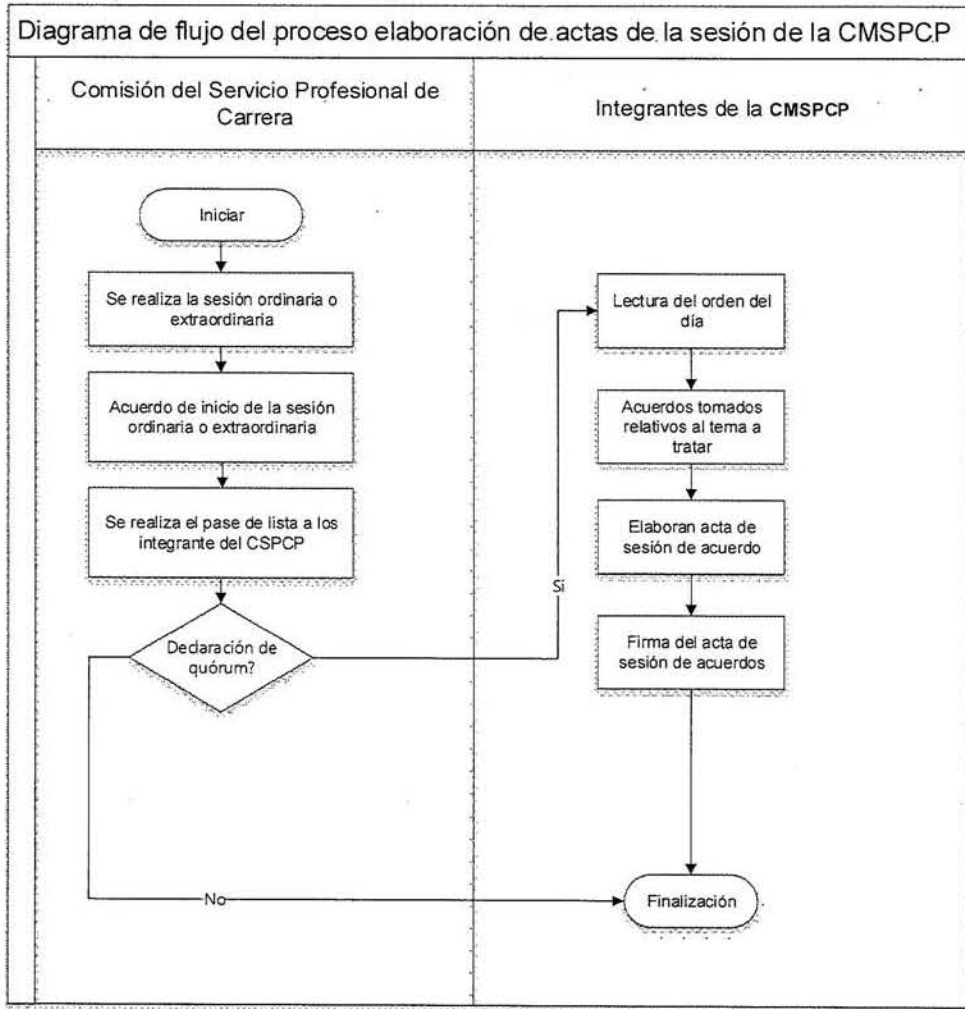 Diagrama de flujo del proceso elaboración de actas de la sesión de la CMSPCP
Comisión del Servicio Profesional de
Carrera
Integrantes de la CMSPCP
Iniciar
Se realiza la sesión ordinaria o
extraordinaria
Acuerdo de inicio de la sesión
ordinaria o extraordinaria
Se realiza el pase de lista a los
integrante del CSPCP
Declaración de
quórum?
Si
No
Lectura del orden del
día
Acuerdos tomados
relativos al tema a
tratar
Elaboran acta de
sesión de acuerdo
Firma del acta de
sesión de acuerdos
Finalización